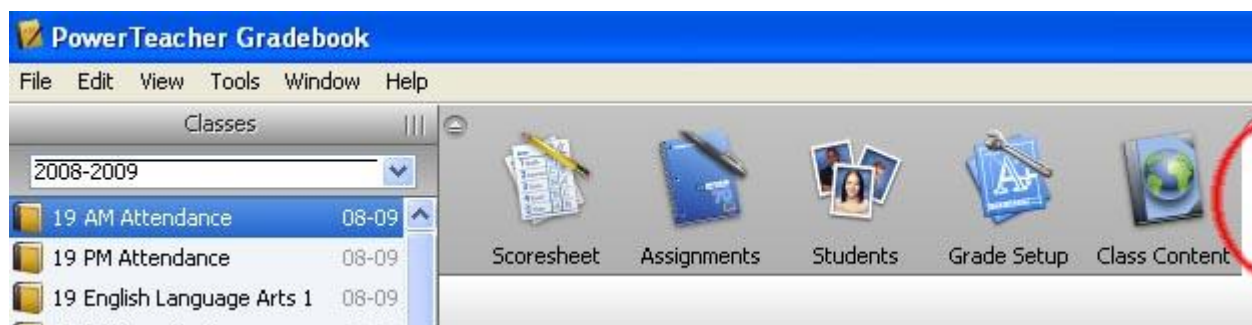 PowerTeacher Gradebook
File Edit View Tools Window Help
Classes
2008-2009
19 AM Attendance 08-09
19 PM Attendance 08-09
19 English Language Arts 1 08-09
Scoresheet Assignments Students Grade Setup Class Content